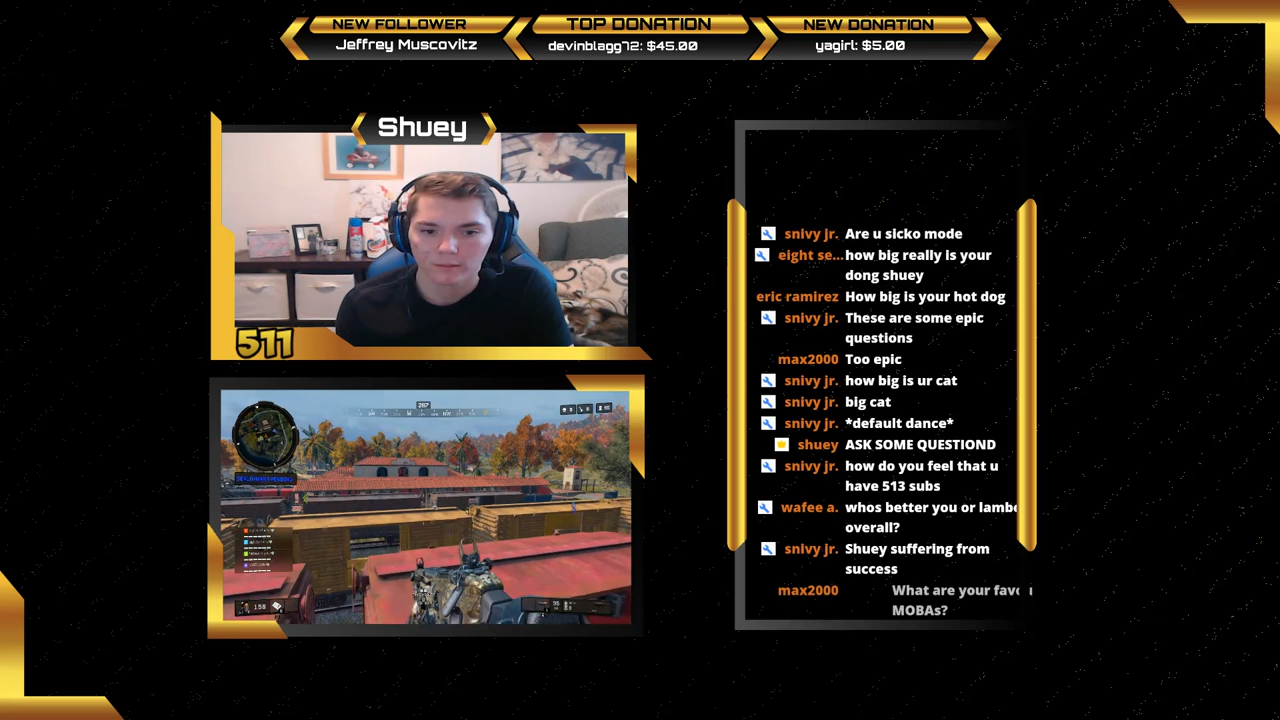 NEW FOLLOWER
TOP DONATION
NEW DONATION
Jeffrey Muscovitz
devinblagg72: $45.00
yagirl: $5.00
Shuey
511
snivy jr. Are u sicko mode
eight se... how big really is your
dong shuey
eric ramirez How big is your hot dog
snivy jr. These are some epic
questions
max2000 Too epic
snivy jr. how big is ur cat
snivy jr. big cat
snivy jr. *default dance*
shuey ASK SOME QUESTIOND
snivy jr. how do you feel that u
have 513 subs
wafee a. whos better you or lambe
overall?
snivy jr. Shuey suffering from
success
max2000 What are your
MOBAs?
287
158